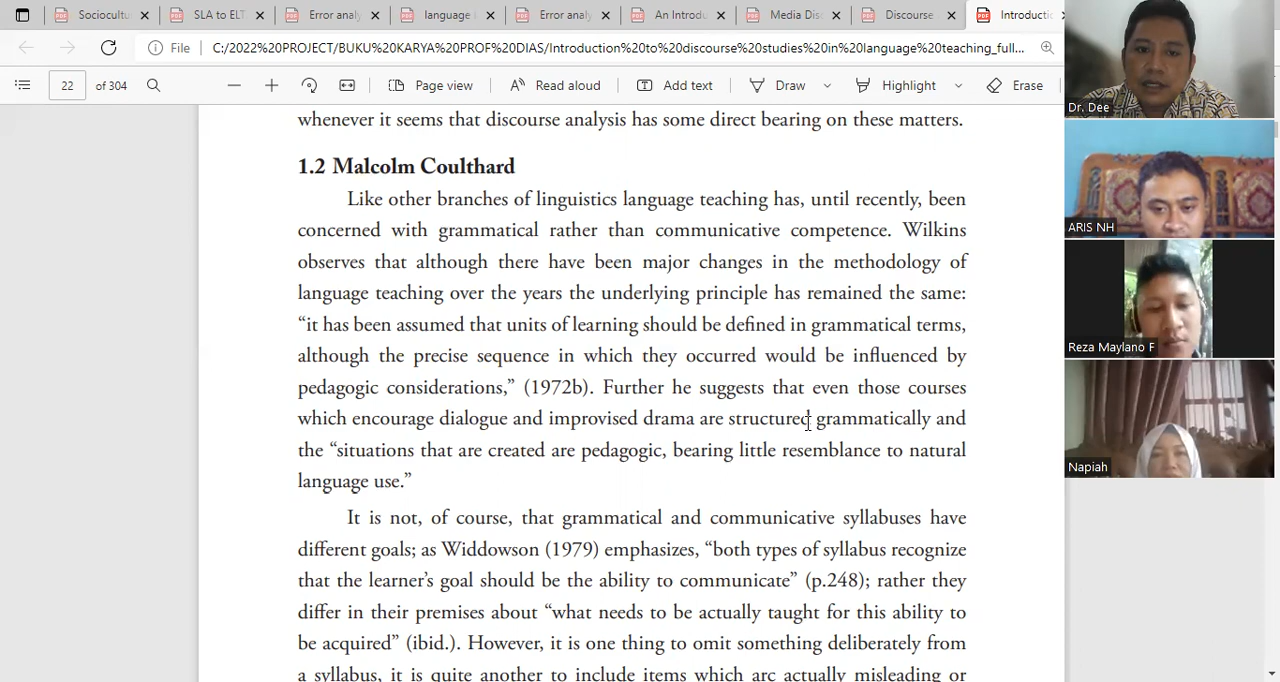 Sociocultu
SLA to ELT
Error analy
language
Error analy
An Introdu
Media Dis
Discourse
Introductio
File
C:/2022%20PROJECT/BUKU%20KARYA%20PROF%20DIAS/Introduction%20to%20discourse%20studies%20in%20language%20teaching_full...
22
of 304
Page view
Read aloud
Add text
Draw
Highlight
Erase
whenever it seems that discourse analysis has some direct bearing on these matters.
1.2 Malcolm Coulthard
Like other branches of linguistics language teaching has, until recently, been
concerned with grammatical rather than communicative competence. Wilkins
observes that although there have been major changes in the methodology of
language teaching over the years the underlying principle has remained the same:
“it has been assumed that units of learning should be defined in grammatical terms,
although the precise sequence in which they occurred would be influenced by
pedagogic considerations,” (1972b). Further he suggests that even those courses
which encourage dialogue and improvised drama are structured grammatically and
the “situations that are created are pedagogic, bearing little resemblance to natural
language use.”
It is not, of course, that grammatical and communicative syllabuses have
different goals; as Widdowson (1979) emphasizes, “both types of syllabus recognize
that the learner’s goal should be the ability to communicate” (p.248); rather they
differ in their premises about “what needs to be actually taught for this ability to
be acquired” (ibid.). However, it is one thing to omit something deliberately from
a syllabus, it is quite another to include items which are actually misleading or
Dr. Dee
ARIS NH
Reza Maylano F
Napiah